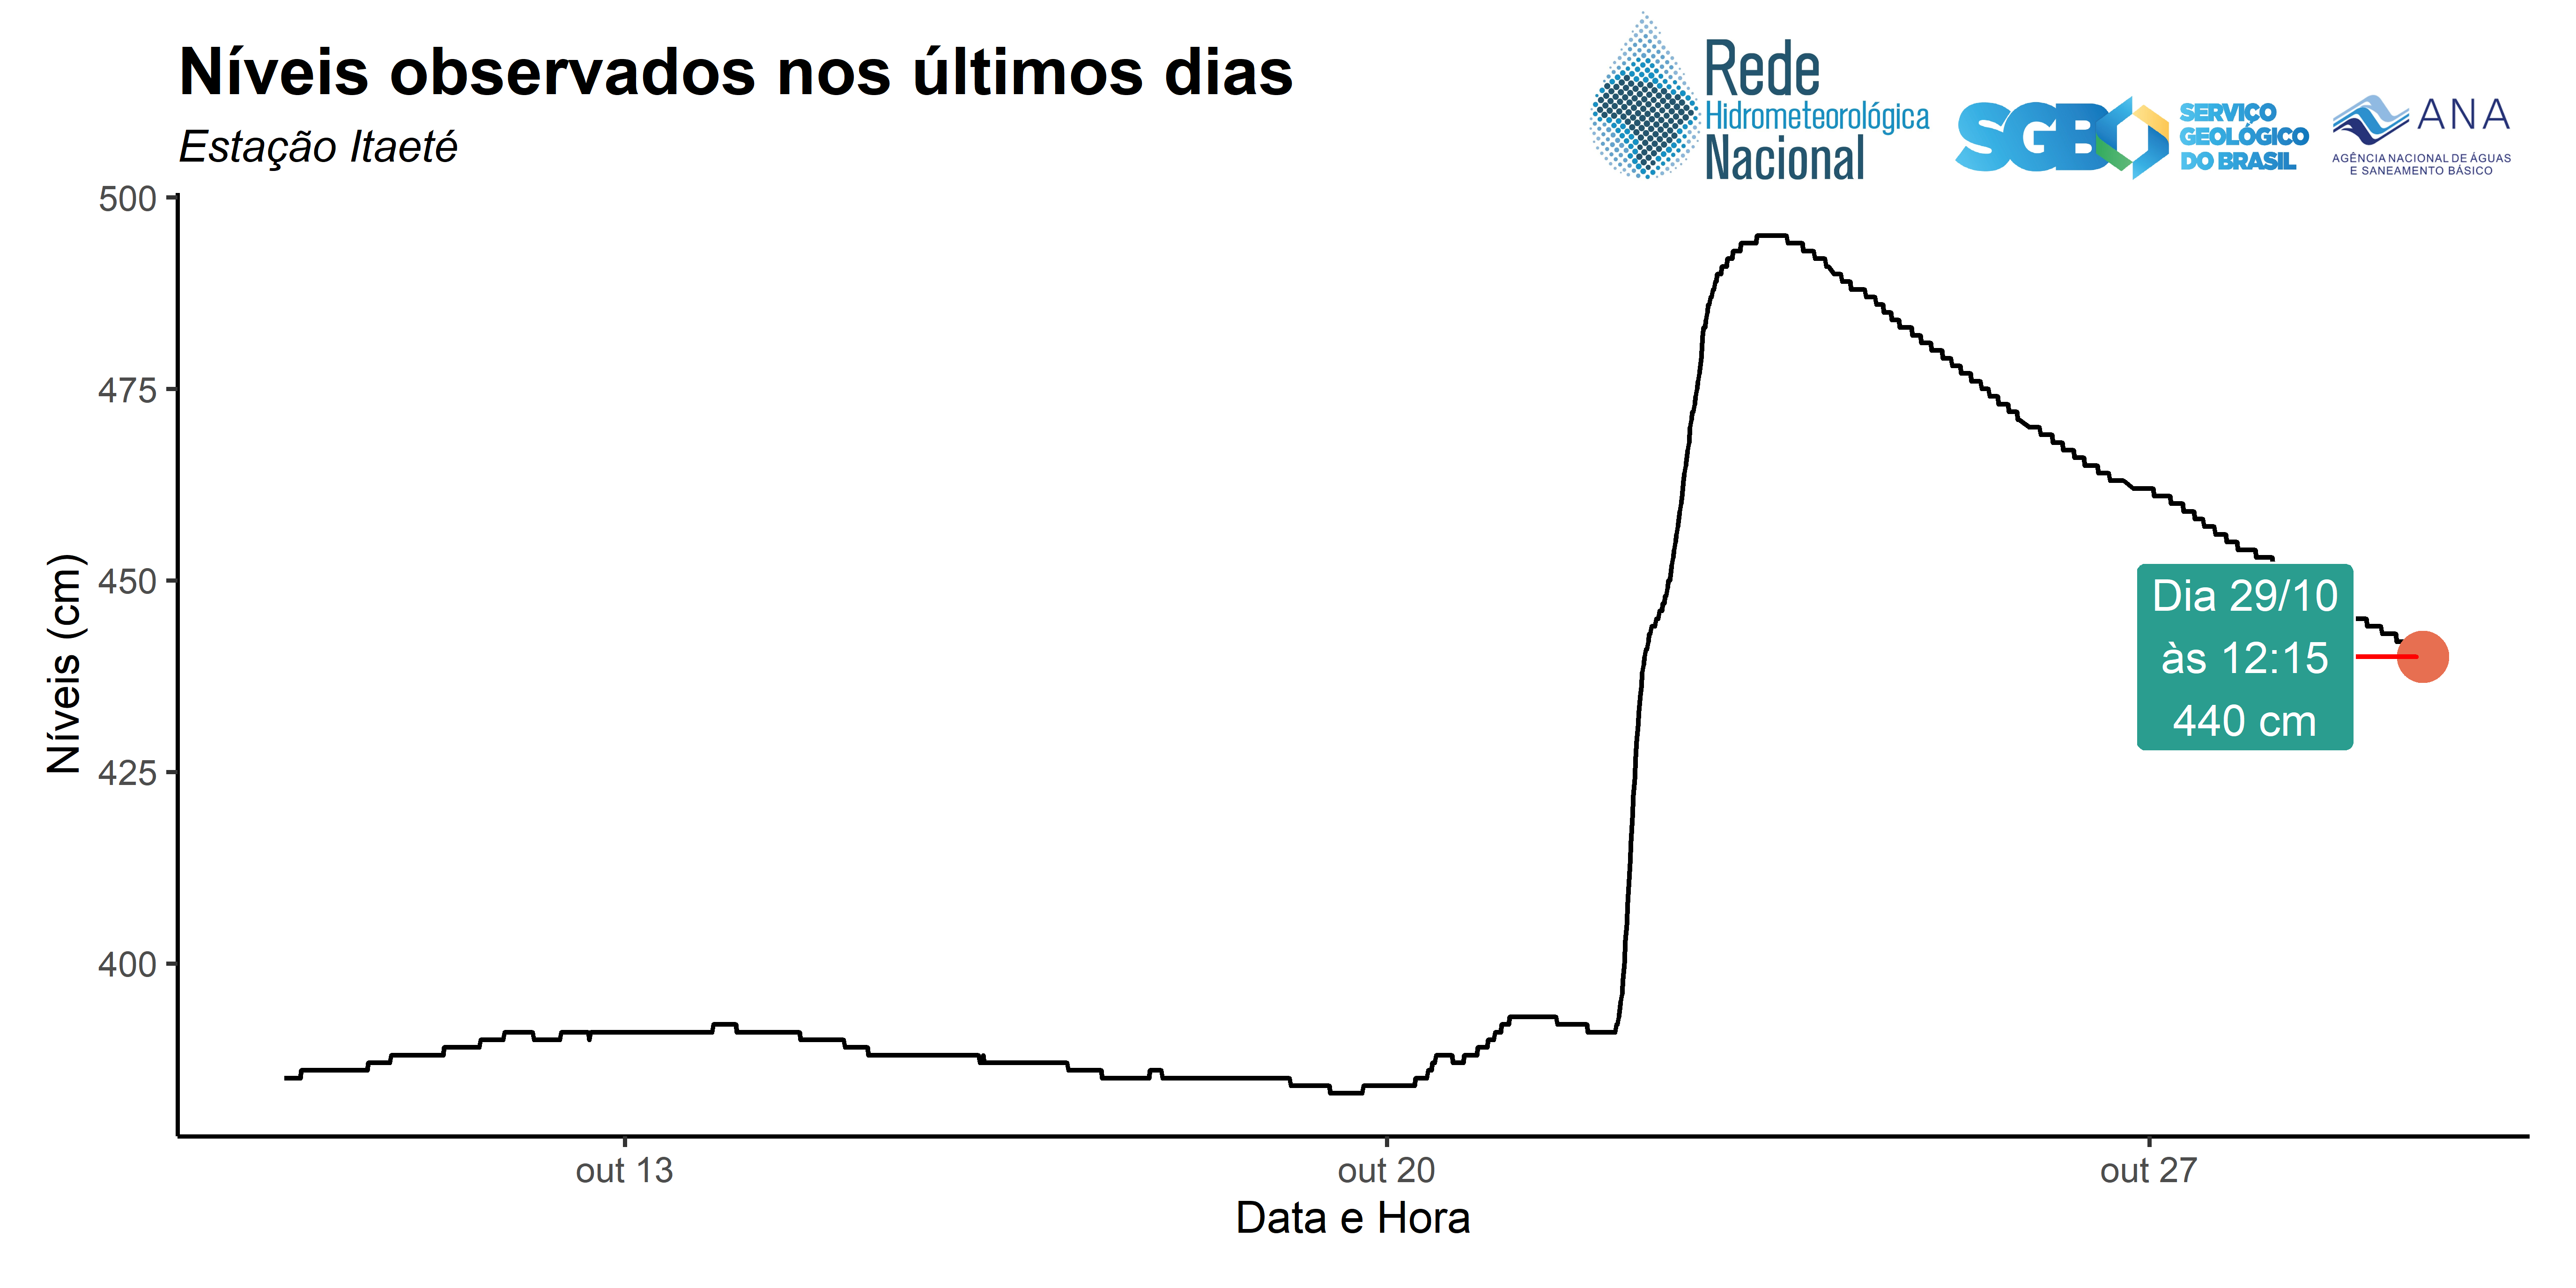 Níveis observados nos últimos dias
Estação Itaeté
Rede
Hidrometeorológica
Nacional
SGB
SERVIÇO
GEOLÓGICO
DO BRASIL
ANA
AGÊNCIA NACIONAL DE ÁGUAS
E SANEAMENTO BÁSICO
500
475
450
425
400
Níveis (cm)
Dia 29/10
às 12:15
440 cm
out 13
out 20
out 27
Data e Hora